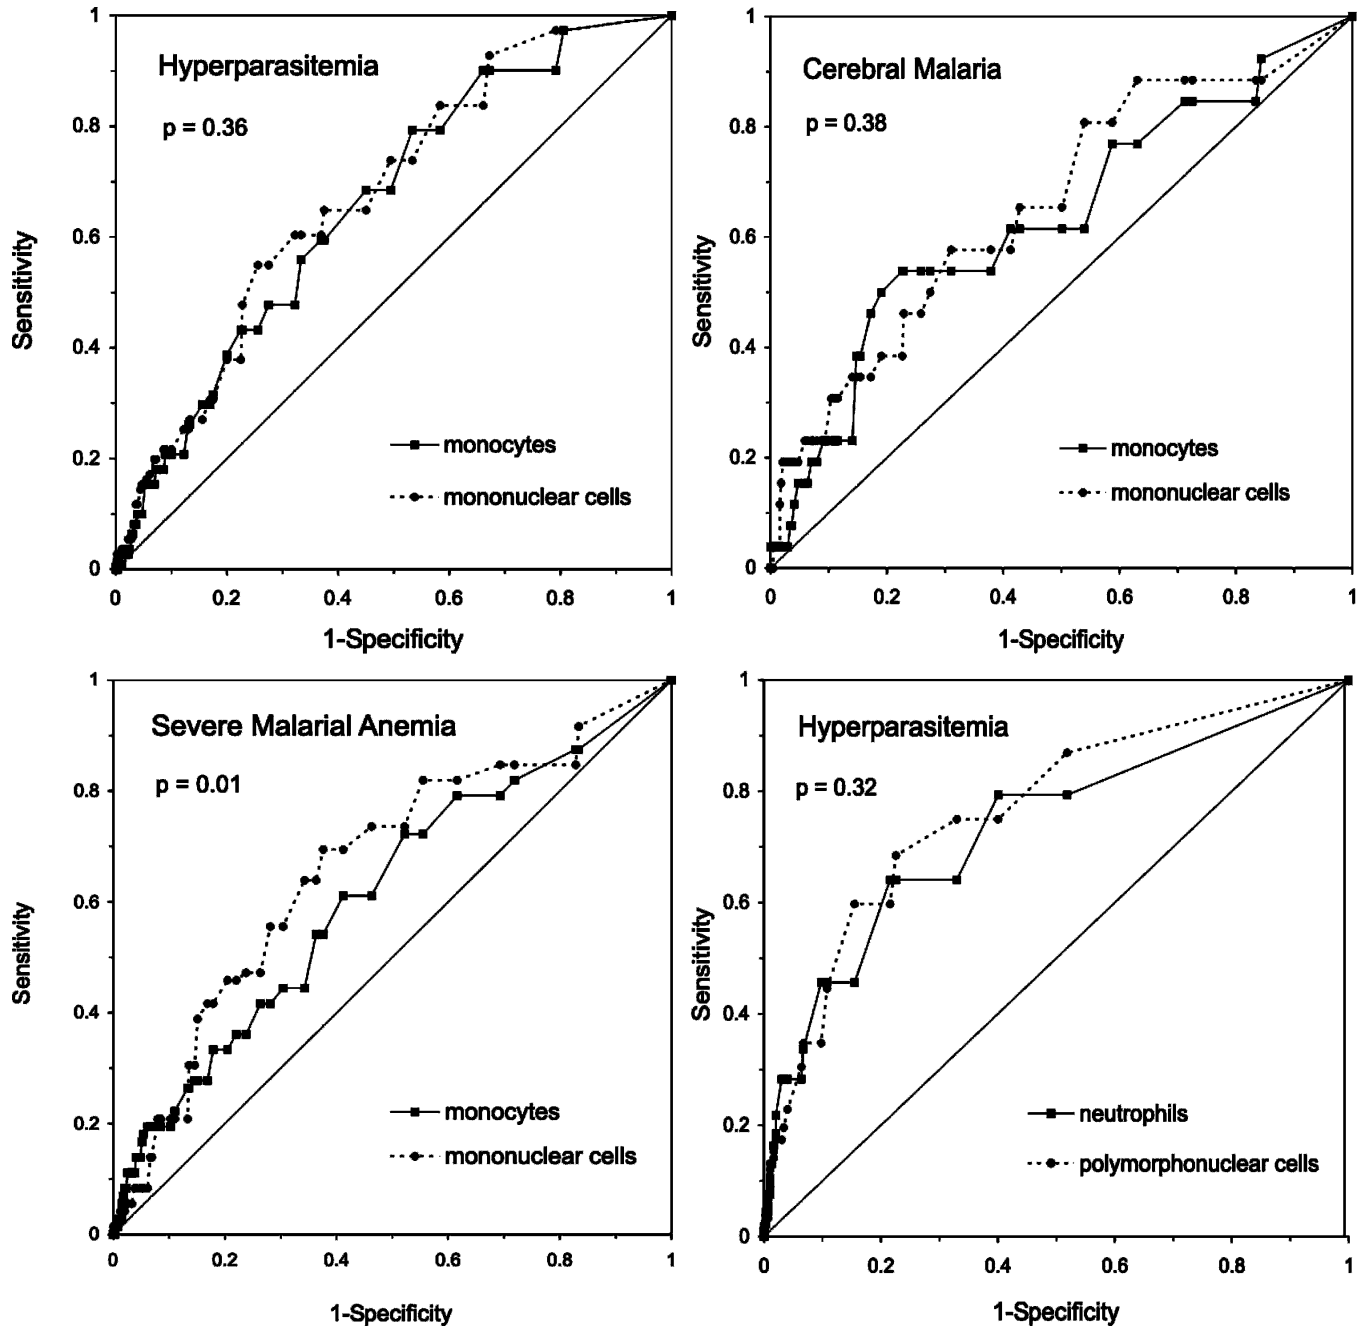 Hyperparasitemia
p = 0.36
Sensitivity
1
0.8
0.6
0.4
0.2
0
monocytes
mononuclear cells
0 0.2 0.4 0.6 0.8 1
1-Specificity
Cerebral Malaria
p = 0.38
Sensitivity
1
0.8
0.6
0.4
0.2
0
monocytes
mononuclear cells
0 0.2 0.4 0.6 0.8 1
1-Specificity
Severe Malarial Anemia
p = 0.01
Sensitivity
1
0.8
0.6
0.4
0.2
0
monocytes
mononuclear cells
0 0.2 0.4 0.6 0.8 1
1-Specificity
Hyperparasitemia
p = 0.32
Sensitivity
1
0.8
0.6
0.4
0.2
0
neutrophils
polymorphonuclear cells
0 0.2 0.4 0.6 0.8 1
1-Specificity